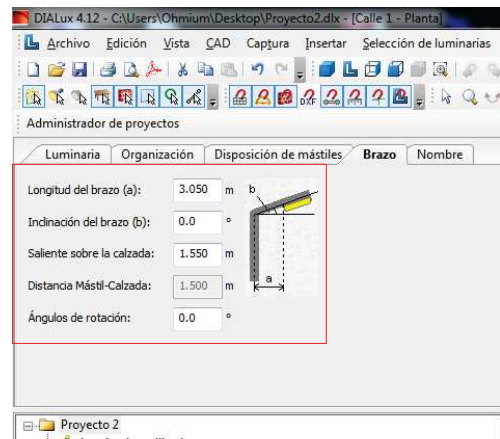 DIALux 4.12 - C:\Users\Ohmium\Desktop\Proyecto2.dlx - [Calle 1 - Planta]
Archivo Edición Vista CAD Captura Insertar Selección de luminarias
DXF
Administrador de proyectos
Luminaria Organización Disposición de mástiles Brazo Nombre
Longitud del brazo (a): 3.050 m
Inclinación del brazo (b): 0.0 °
Saliente sobre la calzada: 1.550 m
Distancia Mástil-Calzada: 1.500 m
Ángulos de rotación: 0.0 °
b
a
Proyecto 2